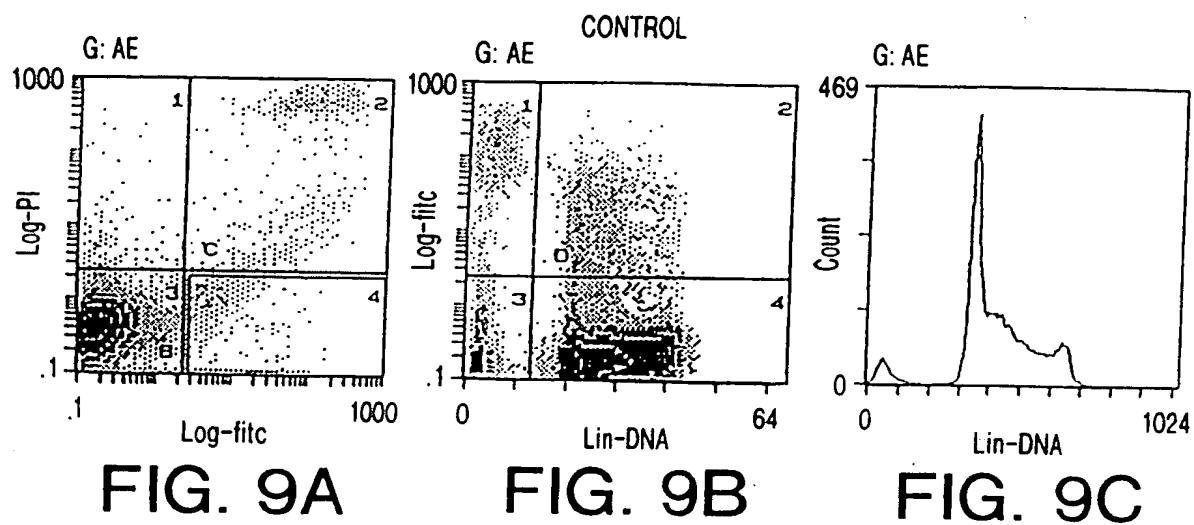 CONTROL
G: AE
1000
1
2
C
3
4
B
.1
.1
1000
Log-PI
Log-fitc
FIG. 9A
G: AE
1000
1
2
D
3
4
.1
0
64
Log-fitc
Lin-DNA
FIG. 9B
G: AE
469
0
0
1024
Count
Lin-DNA
FIG. 9C